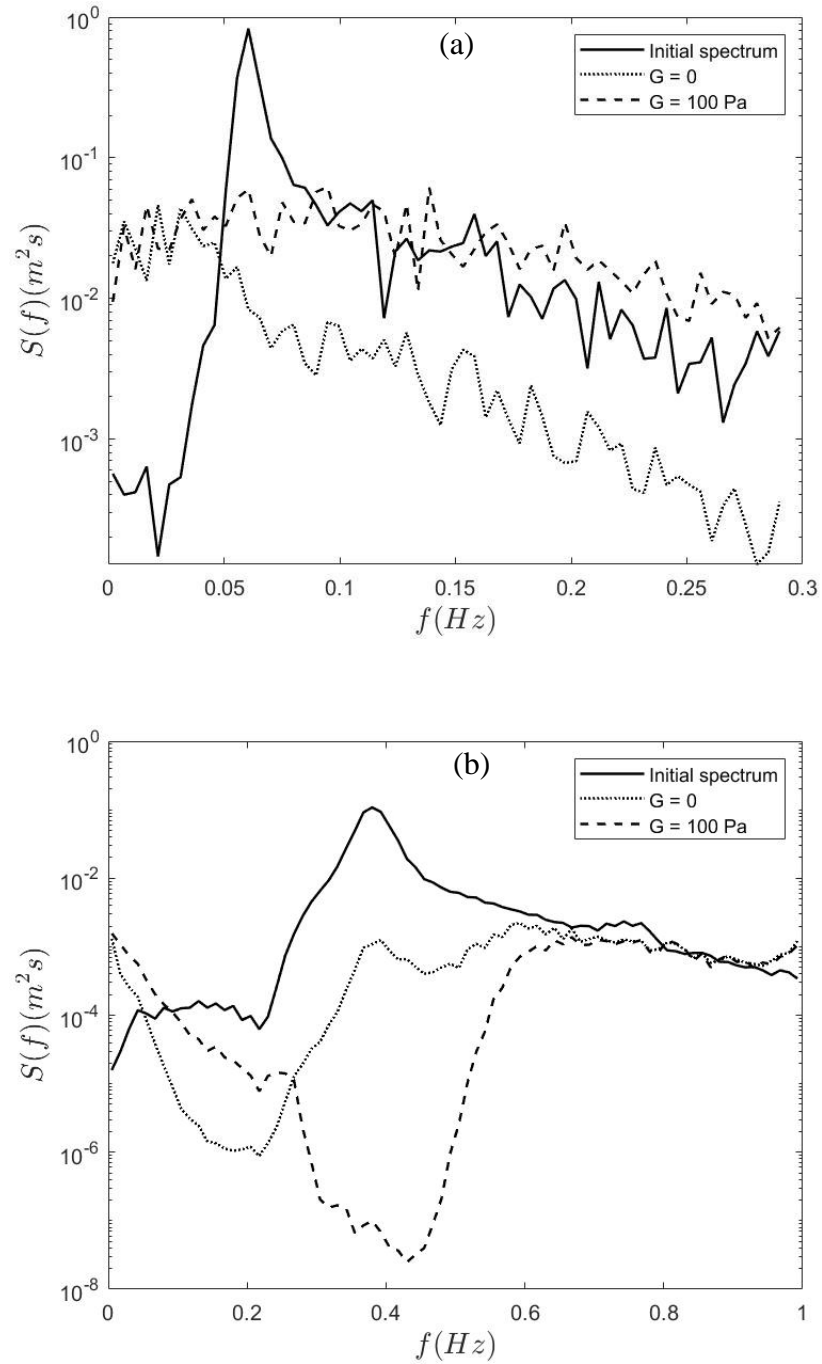 (a)
Initial spectrum
G = 0
G = 100 Pa
10^0
10^-1
10^-2
10^-3
S(f)(m^2s)
0 0.05 0.1 0.15 0.2 0.25 0.3
f(Hz)
(b)
Initial spectrum
G = 0
G = 100 Pa
10^0
10^-2
10^-4
10^-6
10^-8
S(f)(m^2s)
0 0.2 0.4 0.6 0.8 1
f(Hz)